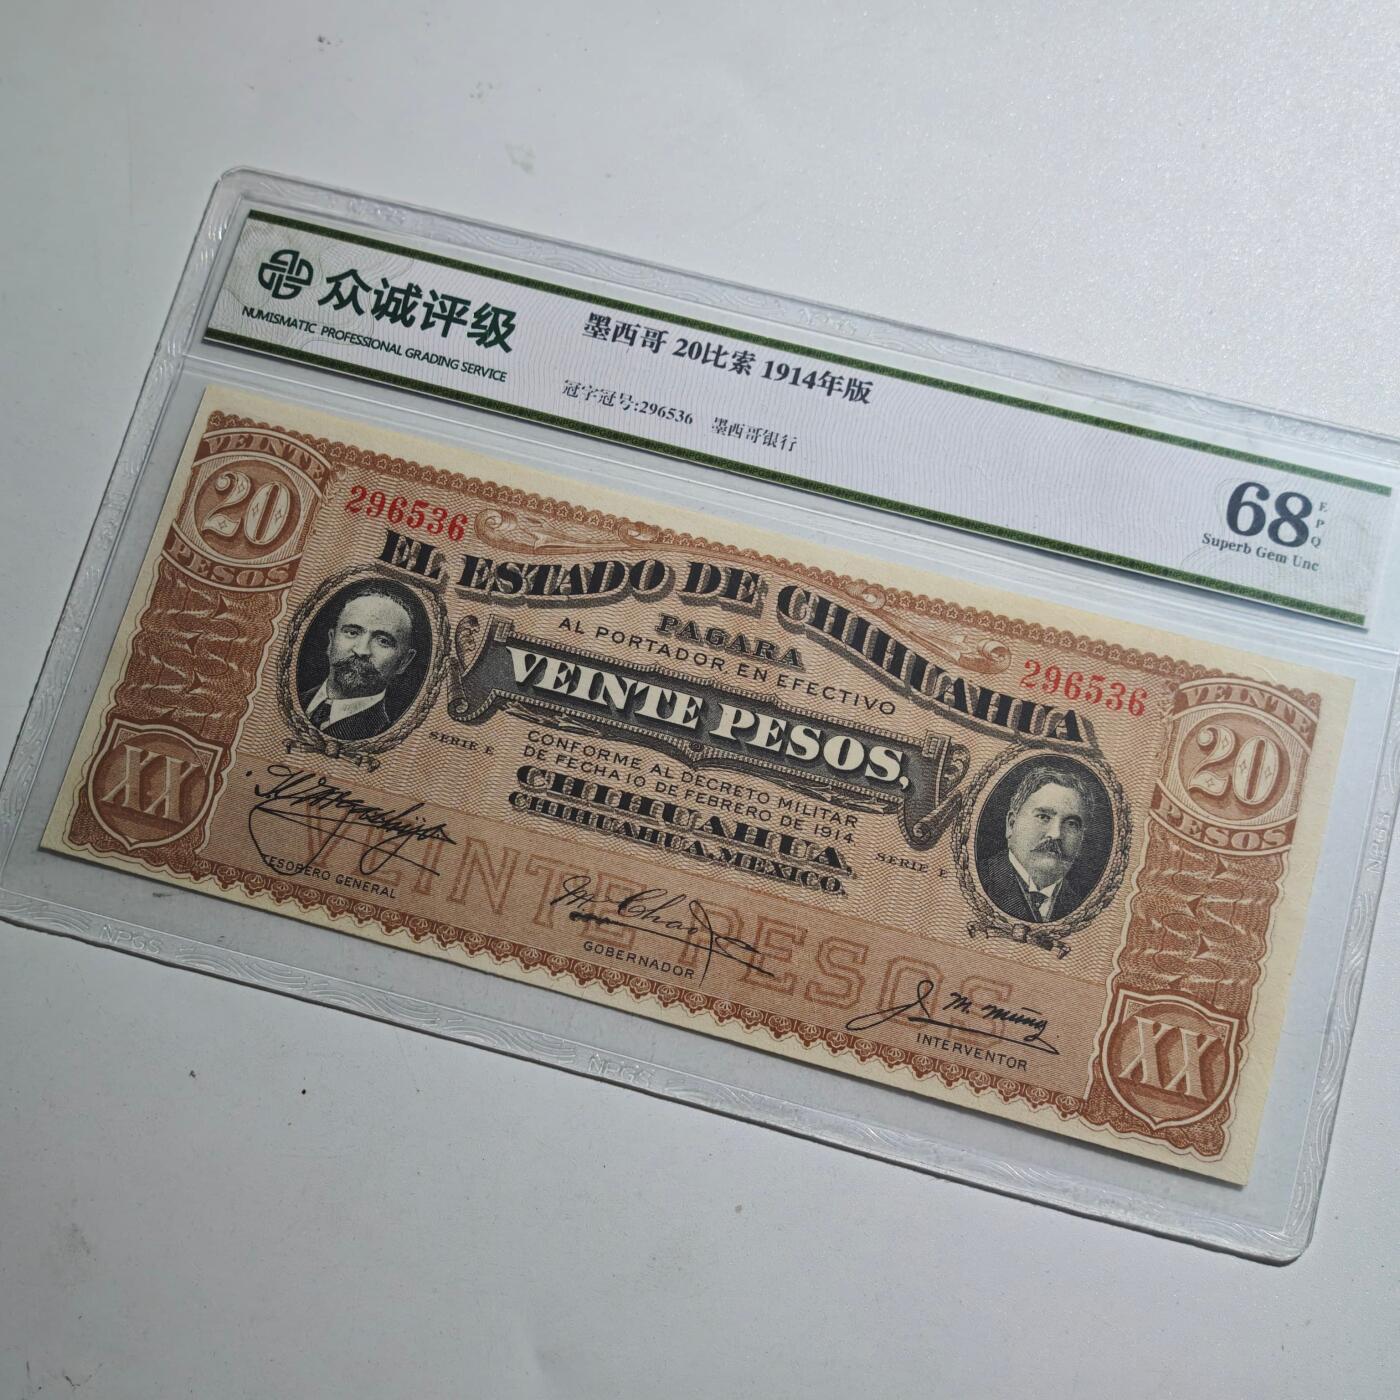 众诚评级
NUMISMATIC PROFESSIONAL GRADING SERVICE
墨西哥 20比索 1914年版
冠字冠号:296536 墨西哥银行
68 EPQ
Superb Gem Unc
VEINTE
20
PESOS
296536
EL ESTADO DE CHIHUAHUA
PAGARA
AL PORTADOR EN EFECTIVO
VEINTE PESOS,
296536
VEINTE
20
PESOS
SERIE E
CONFORME AL DECRETO MILITAR
DE FECHA 10 DE FEBRERO DE 1914
CHIHUAHUA,
CHIHUAHUA, MEXICO.
SERIE E
XX
VEINTE PESOS
TESORERO GENERAL
GOBERNADOR
INTERVENTOR
XX
NPGS
NPGS
NPGS